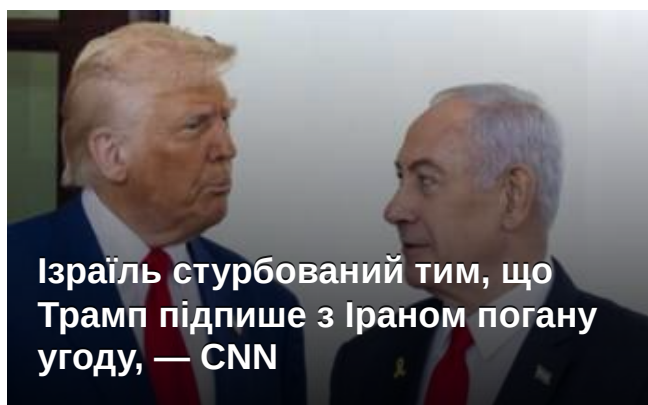 Ізраїль стурбований тим, що
Трамп підпише з Іраном погану
угоду, — CNN